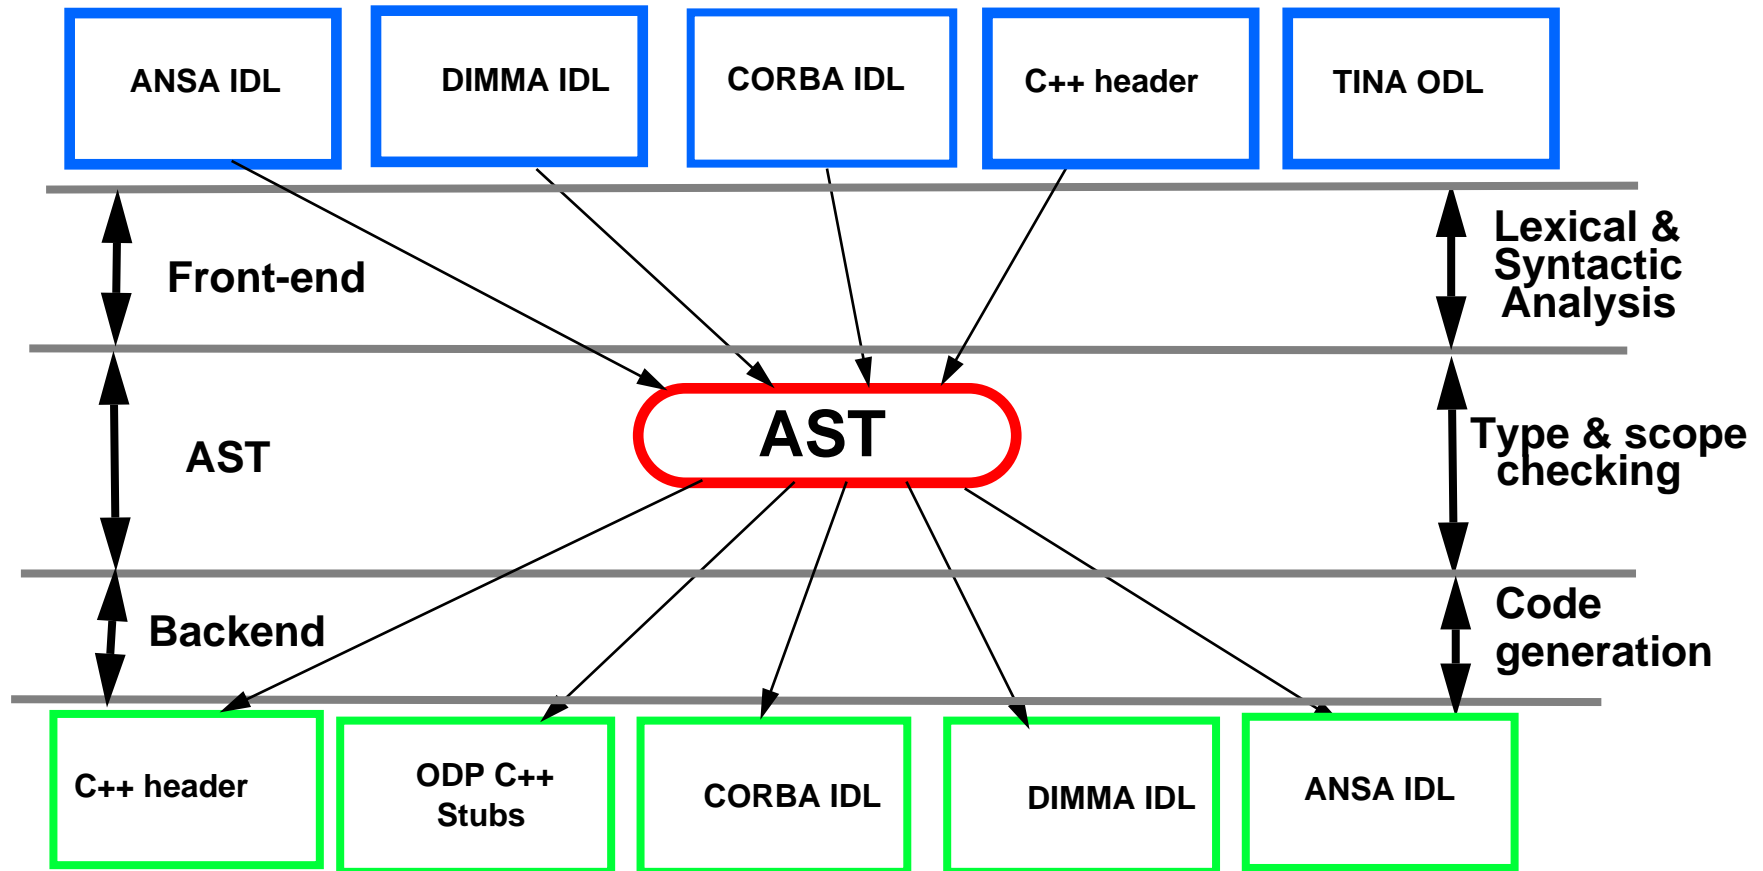 ANSA IDL
DIMMA IDL
CORBA IDL
C++ header
TINA ODL
Front-end
Lexical &
Syntactic
Analysis
AST
AST
Type & scope
checking
Backend
Code
generation
C++ header
ODP C++
Stubs
CORBA IDL
DIMMA IDL
ANSA IDL